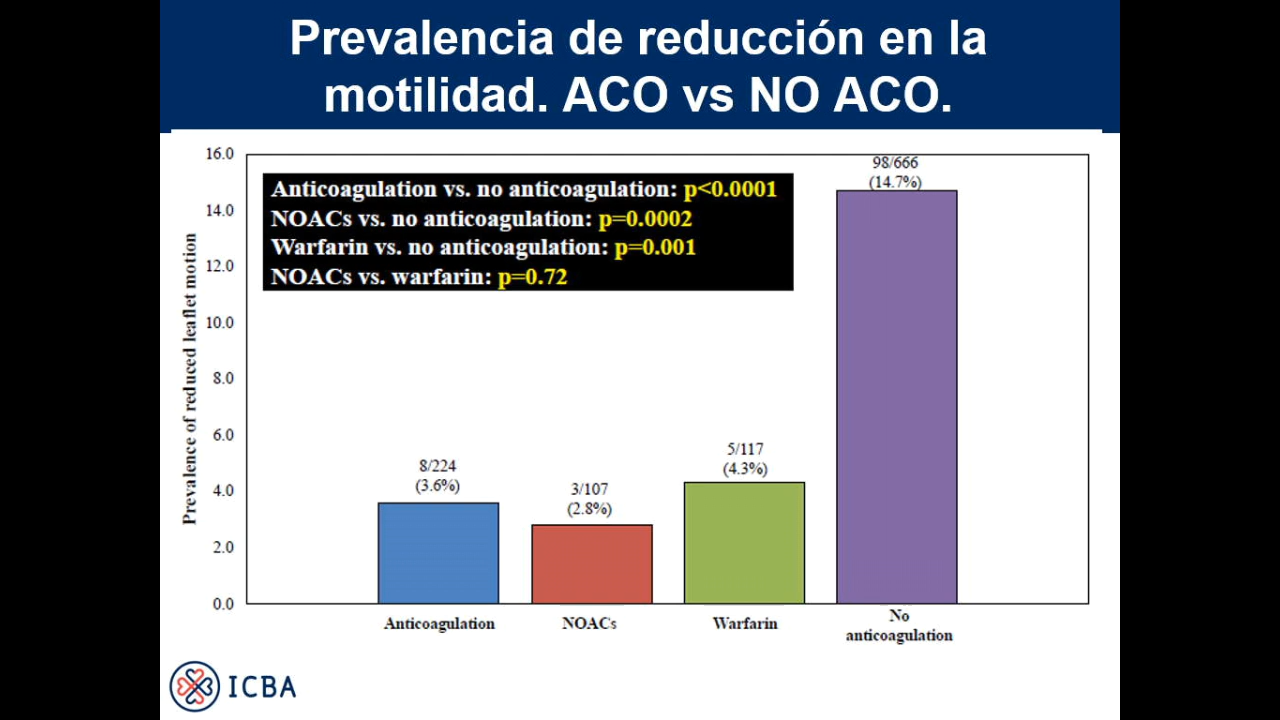 Prevalencia de reducción en la
motilidad. ACO vs NO ACO.
Prevalence of reduced leaflet motion
16.0
14.0
12.0
10.0
8.0
6.0
4.0
2.0
0.0
Anticoagulation vs. no anticoagulation: p<0.0001
NOACs vs. no anticoagulation: p=0.0002
Warfarin vs. no anticoagulation: p=0.001
NOACs vs. warfarin: p=0.72
8/224
(3.6%)
3/107
(2.8%)
5/117
(4.3%)
98/666
(14.7%)
Anticoagulation
NOACs
Warfarin
No
anticoagulation
ICBA